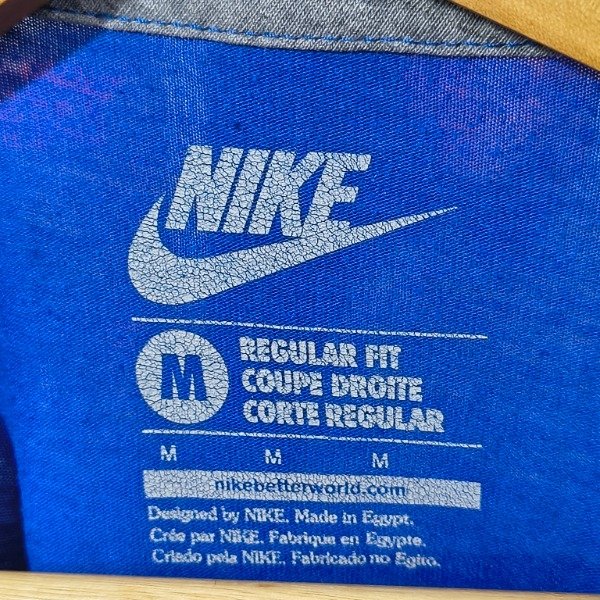 NIKE
M
REGULAR FIT
COUPE DROITE
CORTE REGULAR
M M M
nikebetterworld.com
Designed by NIKE. Made in Egypt.
Crée par NIKE. Fabrique en Egypte.
Criado pela NIKE. Fabricado no Egito.